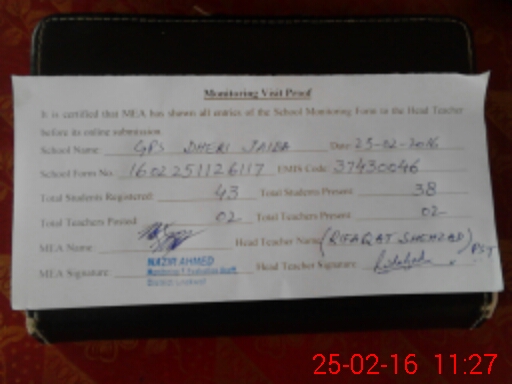 Monitoring Visit Proof
It is certified that MEA has shown all entries of the School Monitoring Form to the Head Teacher
before its online submission
School Name: GPS DHERI JAIBA Date: 25-02-2016
School Form No. 1602251126117 EMIS Code: 37430046
Total Students Registered: 43 Total Students Present: 38
Total Teachers Posted: 02 Total Teachers Present: 02
MEA Name: Head Teacher Name: (RIFAQAT SHEHZAD) PST
MEA Signature: NAZIR AHMED Head Teacher Signature:
Monitoring & Evaluation
District
25-02-16 11:27